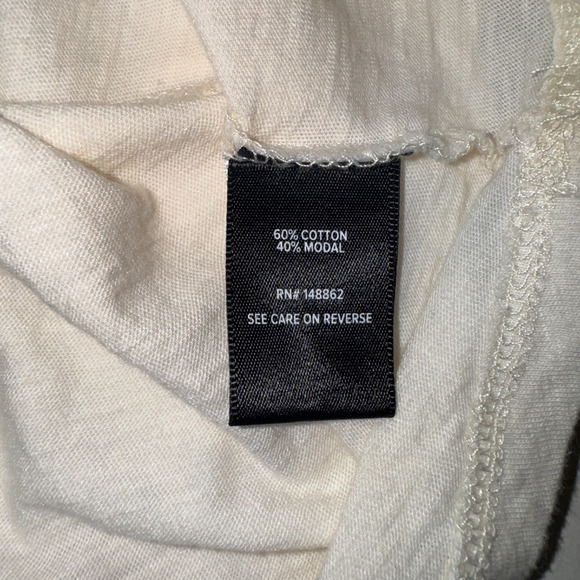 60% COTTON
40% MODAL
RN# 148862
SEE CARE ON REVERSE